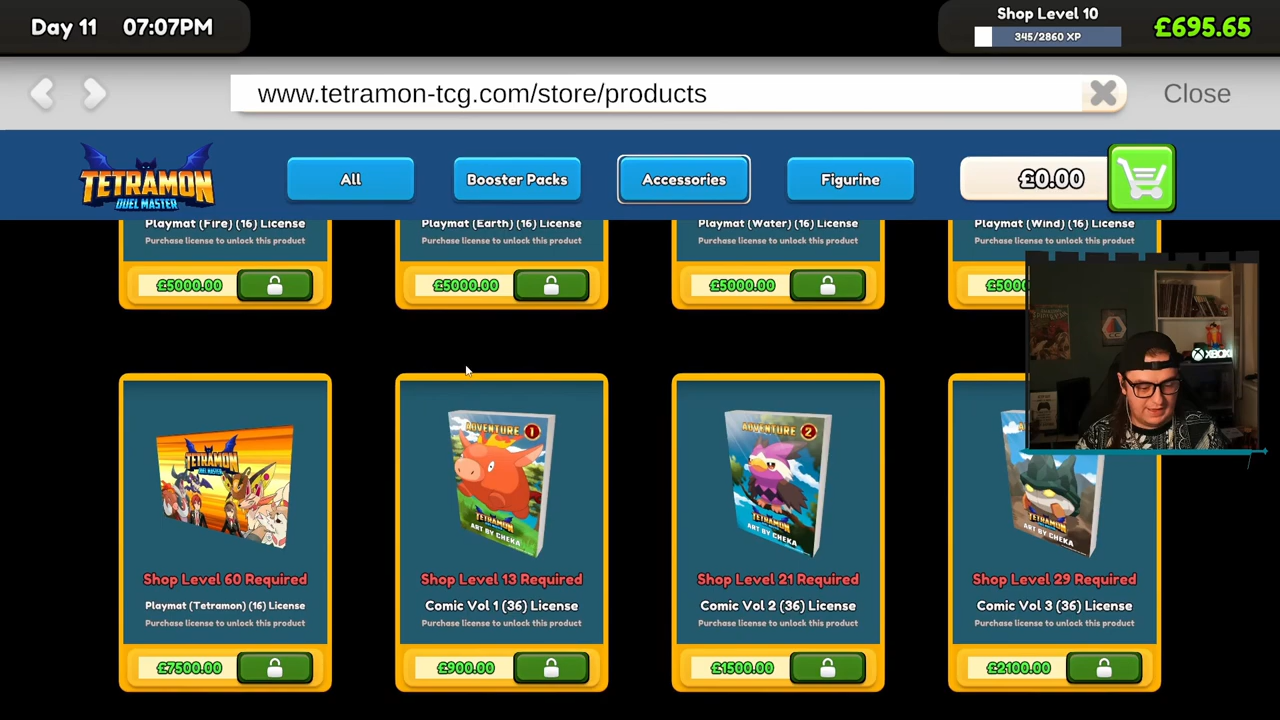 Day 11 07:07PM
Shop Level 10
345/2860 XP
£695.65
www.tetramon-tcg.com/store/products
Close
TETRAMON
DUEL MASTER
All
Booster Packs
Accessories
Figurine
£0.00
Playmat (Fire) (16) License
Purchase license to unlock this product
£5000.00
Playmat (Earth) (16) License
Purchase license to unlock this product
£5000.00
Playmat (Water) (16) License
Purchase license to unlock this product
£5000.00
Playmat (Wind) (16) License
Purchase license to unlock this product
£5000
XBOX
TETRAMON
Shop Level 60 Required
Playmat (Tetramon) (16) License
Purchase license to unlock this product
£7500.00
ADVENTURE 1
TETRAMON
ART BY CHEKA
Shop Level 13 Required
Comic Vol 1 (36) License
Purchase license to unlock this product
£900.00
ADVENTURE 2
TETRAMON
ART BY CHEKA
Shop Level 21 Required
Comic Vol 2 (36) License
Purchase license to unlock this product
£1500.00
TETRAMON
ART BY CHEKA
Shop Level 29 Required
Comic Vol 3 (36) License
Purchase license to unlock this product
£2100.00